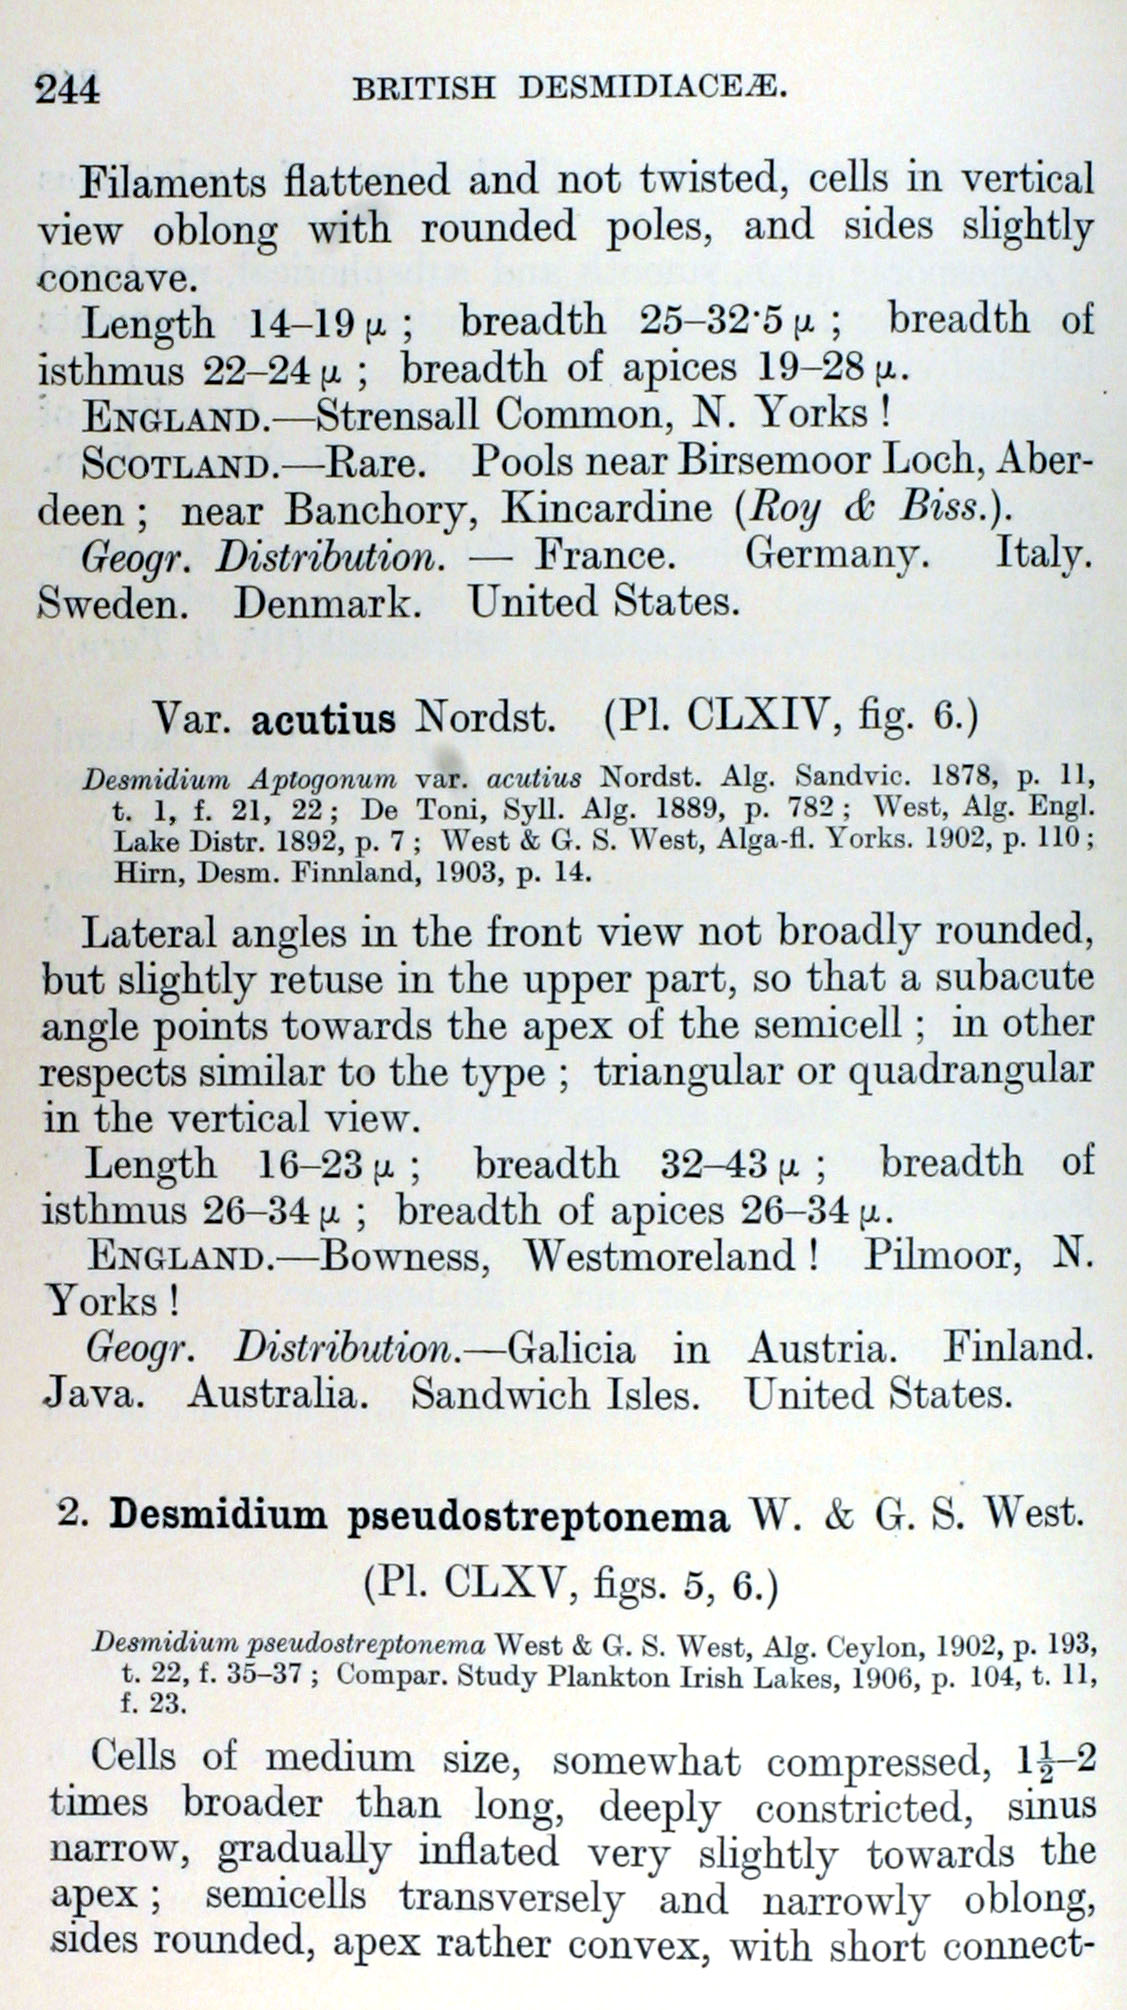 244 BRITISH DESMIDIACEÆ.
Filaments flattened and not twisted, cells in vertical
view oblong with rounded poles, and sides slightly
concave.
Length 14–19 µ ; breadth 25–32·5 µ ; breadth of
isthmus 22–24 µ ; breadth of apices 19–28 µ.
ENGLAND.—Strensall Common, N. Yorks !
SCOTLAND.—Rare. Pools near Birsemoor Loch, Aber-
deen ; near Banchory, Kincardine (Roy & Biss.).
Geogr. Distribution. — France. Germany. Italy.
Sweden. Denmark. United States.
Var. acutius Nordst. (Pl. CLXIV, fig. 6.)
Desmidium Aptogonum var. acutius Nordst. Alg. Sandvic. 1878, p. 11,
t. 1, f. 21, 22 ; De Toni, Syll. Alg. 1889, p. 782 ; West, Alg. Engl.
Lake Distr. 1892, p. 7 ; West & G. S. West, Alga-fl. Yorks. 1902, p. 110 ;
Hirn, Desm. Finnland, 1903, p. 14.
Lateral angles in the front view not broadly rounded,
but slightly retuse in the upper part, so that a subacute
angle points towards the apex of the semicell ; in other
respects similar to the type ; triangular or quadrangular
in the vertical view.
Length 16–23 µ ; breadth 32–43 µ ; breadth of
isthmus 26–34 µ ; breadth of apices 26–34 µ.
ENGLAND.—Bowness, Westmoreland ! Pilmoor, N.
Yorks !
Geogr. Distribution.—Galicia in Austria. Finland.
Java. Australia. Sandwich Isles. United States.
2. Desmidium pseudostreptonema W. & G. S. West.
(Pl. CLXV, figs. 5, 6.)
Desmidium pseudostreptonema West & G. S. West, Alg. Ceylon, 1902, p. 193,
t. 22, f. 35–37 ; Compar. Study Plankton Irish Lakes, 1906, p. 104, t. 11,
f. 23.
Cells of medium size, somewhat compressed, 1½–2
times broader than long, deeply constricted, sinus
narrow, gradually inflated very slightly towards the
apex ; semicells transversely and narrowly oblong,
sides rounded, apex rather convex, with short connect-